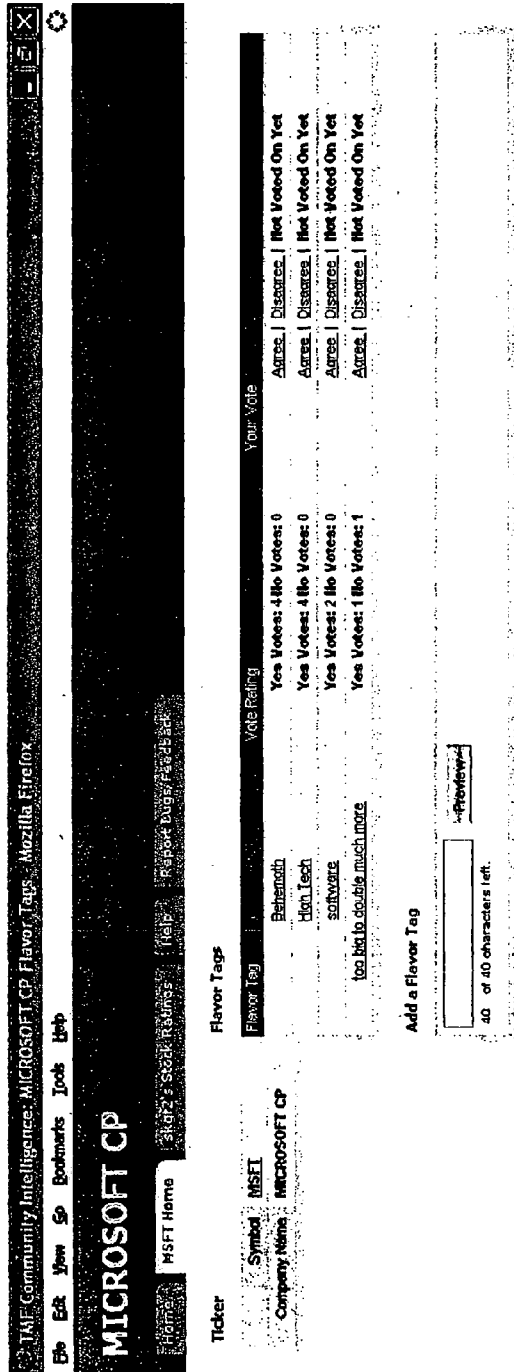 TMF Community Intelligence: MICROSOFT CP Flavor Tags - Mozilla Firefox
File Edit View Go Bookmarks Tools Help
MICROSOFT CP
Home MSFT Home skgr2's Stock Ratings Help Report Bugs/Feedback
Ticker
Symbol MSFT
Company Name MICROSOFT CP
Flavor Tags
Flavor Tag Vote Rating Your Vote
Behemoth Yes Votes: 4 No Votes: 0 Agree | Disagree | Not Voted On Yet
High Tech Yes Votes: 4 No Votes: 0 Agree | Disagree | Not Voted On Yet
software Yes Votes: 2 No Votes: 0 Agree | Disagree | Not Voted On Yet
too big to double much more Yes Votes: 1 No Votes: 1 Agree | Disagree | Not Voted On Yet
Add a Flavor Tag
Preview
40 of 40 characters left.